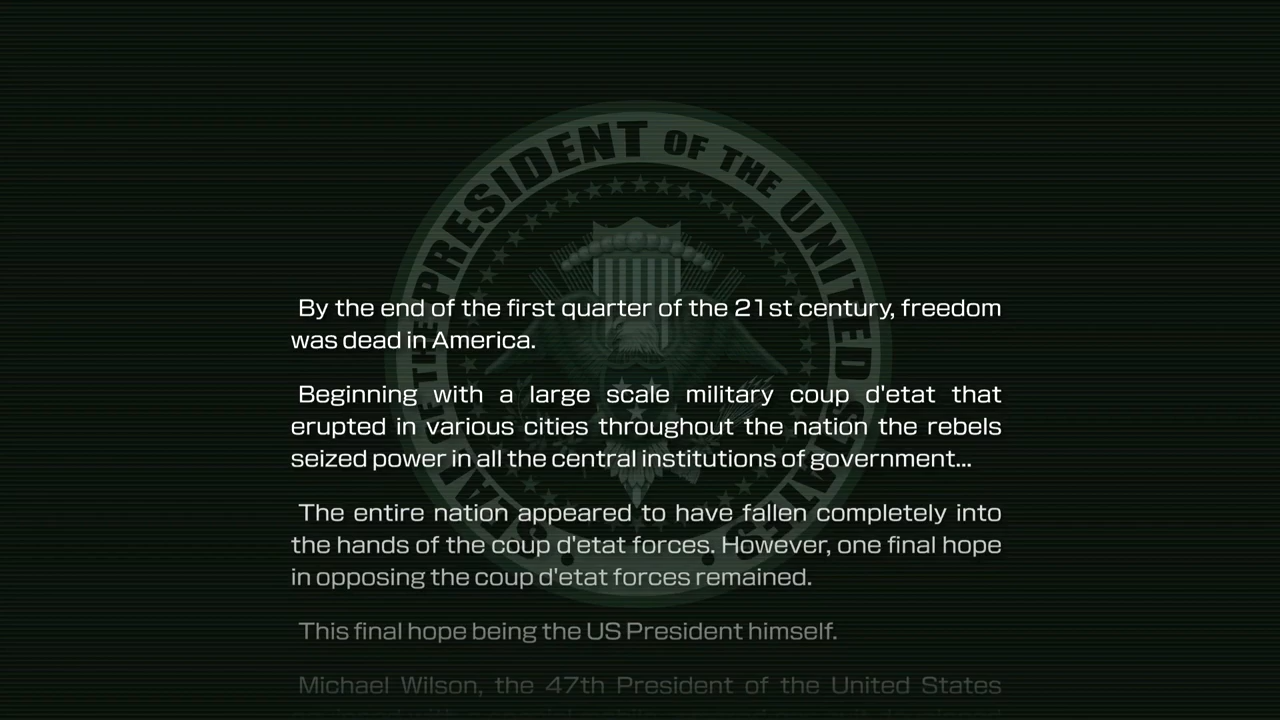 SEAL OF THE PRESIDENT OF THE UNITED STATES
By the end of the first quarter of the 21st century, freedom
was dead in America.
Beginning with a large scale military coup d'etat that
erupted in various cities throughout the nation the rebels
seized power in all the central institutions of government...
The entire nation appeared to have fallen completely into
the hands of the coup d'etat forces. However, one final hope
in opposing the coup d'etat forces remained.
This final hope being the US President himself.
Michael Wilson, the 47th President of the United States